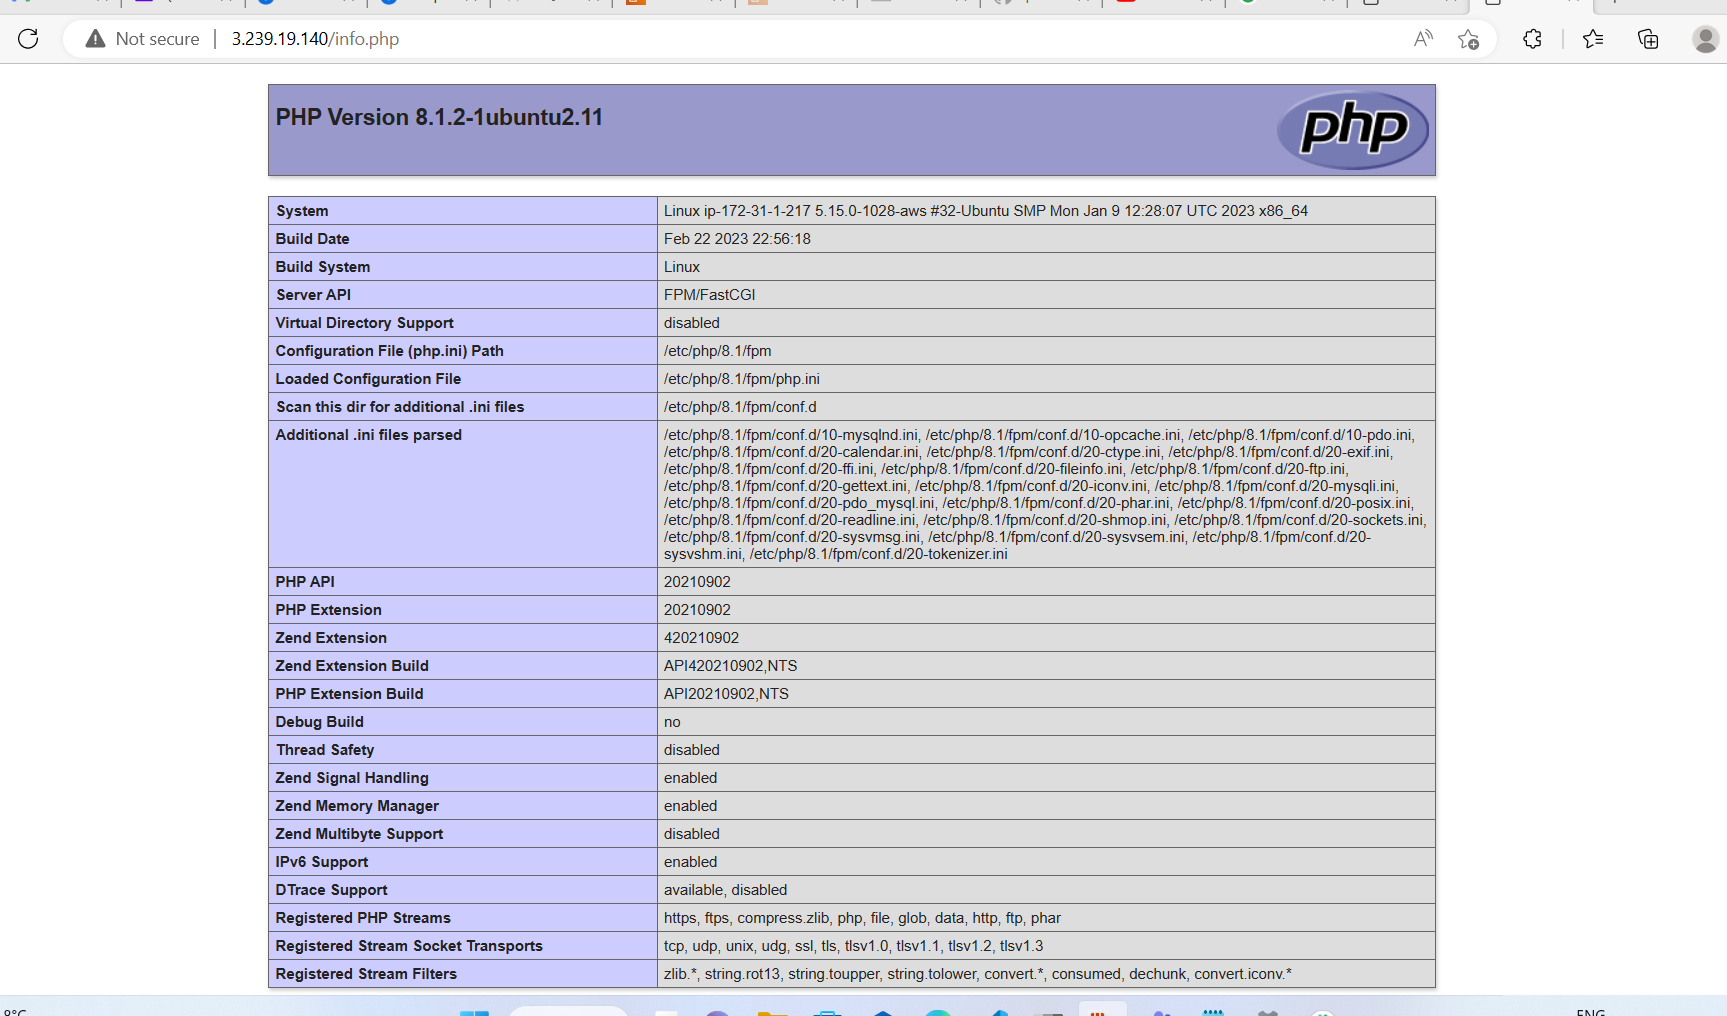 Not secure | 3.239.19.140/info.php
PHP Version 8.1.2-1ubuntu2.11
php
System Linux ip-172-31-1-217 5.15.0-1028-aws #32-Ubuntu SMP Mon Jan 9 12:28:07 UTC 2023 x86_64
Build Date Feb 22 2023 22:56:18
Build System Linux
Server API FPM/FastCGI
Virtual Directory Support disabled
Configuration File (php.ini) Path /etc/php/8.1/fpm
Loaded Configuration File /etc/php/8.1/fpm/php.ini
Scan this dir for additional .ini files /etc/php/8.1/fpm/conf.d
Additional .ini files parsed /etc/php/8.1/fpm/conf.d/10-mysqlnd.ini, /etc/php/8.1/fpm/conf.d/10-opcache.ini, /etc/php/8.1/fpm/conf.d/10-pdo.ini,
/etc/php/8.1/fpm/conf.d/20-calendar.ini, /etc/php/8.1/fpm/conf.d/20-ctype.ini, /etc/php/8.1/fpm/conf.d/20-exif.ini,
/etc/php/8.1/fpm/conf.d/20-ffi.ini, /etc/php/8.1/fpm/conf.d/20-fileinfo.ini, /etc/php/8.1/fpm/conf.d/20-ftp.ini,
/etc/php/8.1/fpm/conf.d/20-gettext.ini, /etc/php/8.1/fpm/conf.d/20-iconv.ini, /etc/php/8.1/fpm/conf.d/20-mysqli.ini,
/etc/php/8.1/fpm/conf.d/20-pdo_mysql.ini, /etc/php/8.1/fpm/conf.d/20-phar.ini, /etc/php/8.1/fpm/conf.d/20-posix.ini,
/etc/php/8.1/fpm/conf.d/20-readline.ini, /etc/php/8.1/fpm/conf.d/20-shmop.ini, /etc/php/8.1/fpm/conf.d/20-sockets.ini,
/etc/php/8.1/fpm/conf.d/20-sysvmsg.ini, /etc/php/8.1/fpm/conf.d/20-sysvsem.ini, /etc/php/8.1/fpm/conf.d/20-
sysvshm.ini, /etc/php/8.1/fpm/conf.d/20-tokenizer.ini
PHP API 20210902
PHP Extension 20210902
Zend Extension 420210902
Zend Extension Build API420210902,NTS
PHP Extension Build API20210902,NTS
Debug Build no
Thread Safety disabled
Zend Signal Handling enabled
Zend Memory Manager enabled
Zend Multibyte Support disabled
IPv6 Support enabled
DTrace Support available, disabled
Registered PHP Streams https, ftps, compress.zlib, php, file, glob, data, http, ftp, phar
Registered Stream Socket Transports tcp, udp, unix, udg, ssl, tls, tlsv1.0, tlsv1.1, tlsv1.2, tlsv1.3
Registered Stream Filters zlib.*, string.rot13, string.toupper, string.tolower, convert.*, consumed, dechunk, convert.iconv.*
8°C ENG